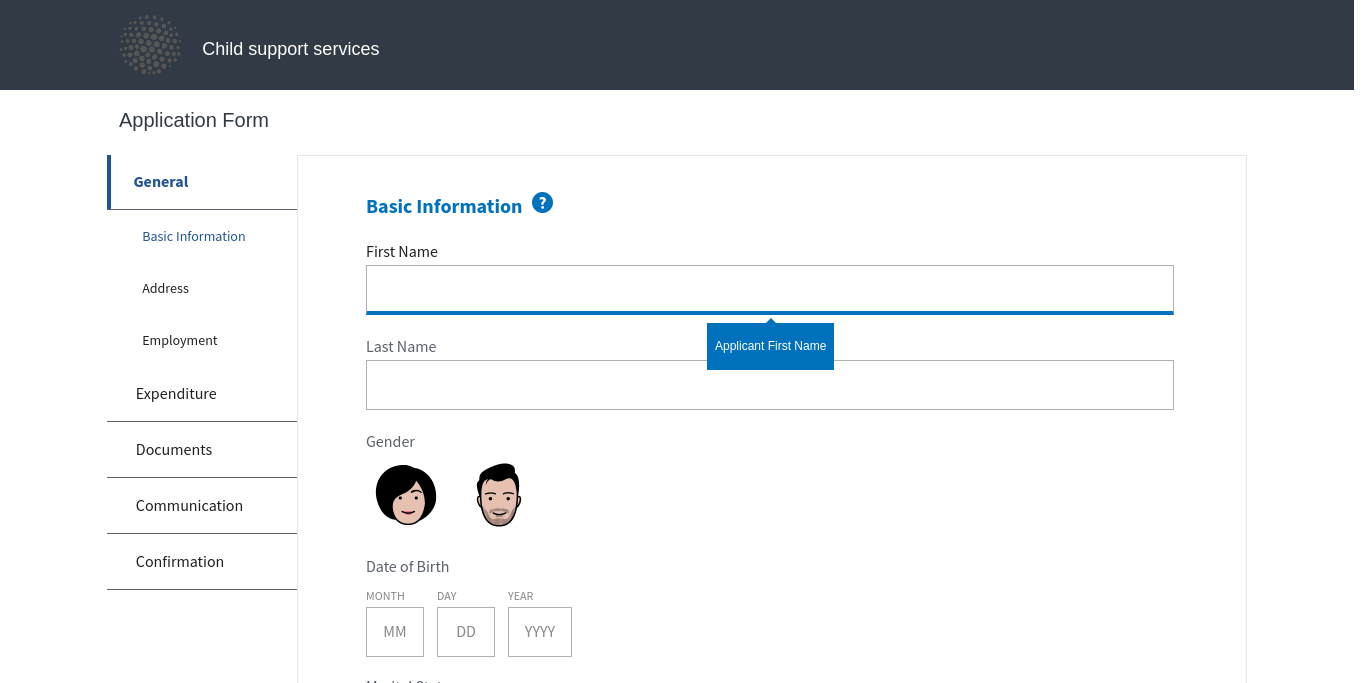 Child support services
Application Form
General
Basic Information
Address
Employment
Expenditure
Documents
Communication
Confirmation
Basic Information ?
First Name
Applicant First Name
Last Name
Gender
Date of Birth
MONTH DAY YEAR
MM DD YYYY